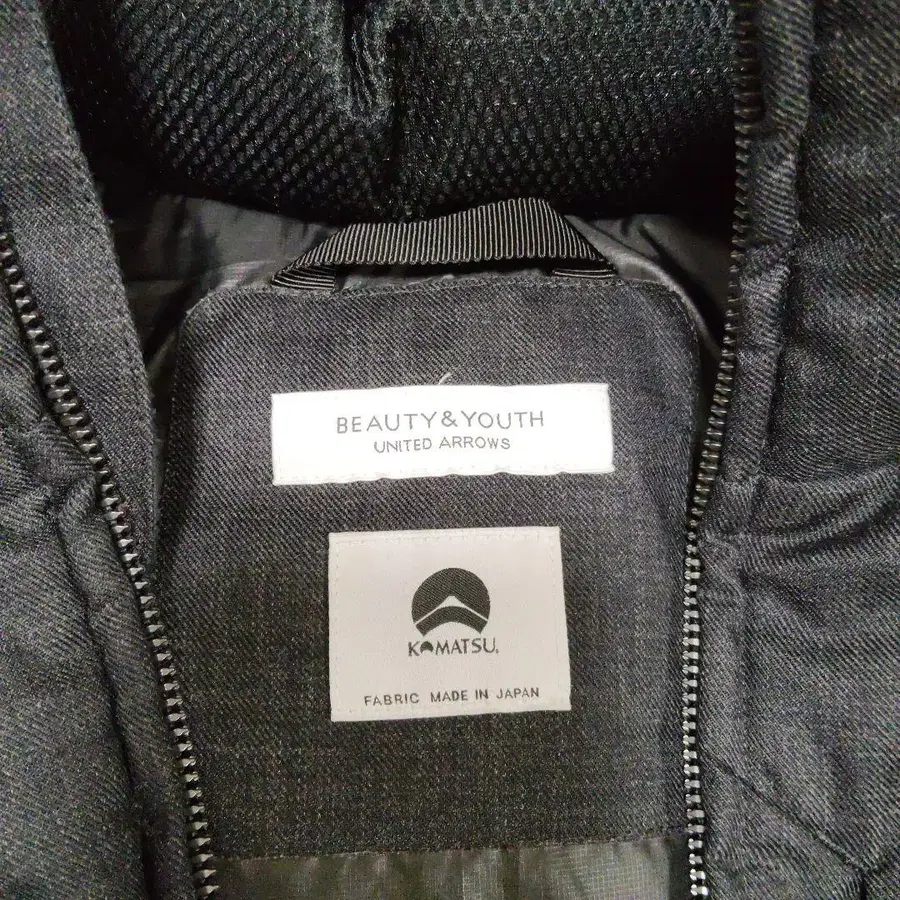 BEAUTY&YOUTH
UNITED ARROWS
KOMATSU.
FABRIC MADE IN JAPAN